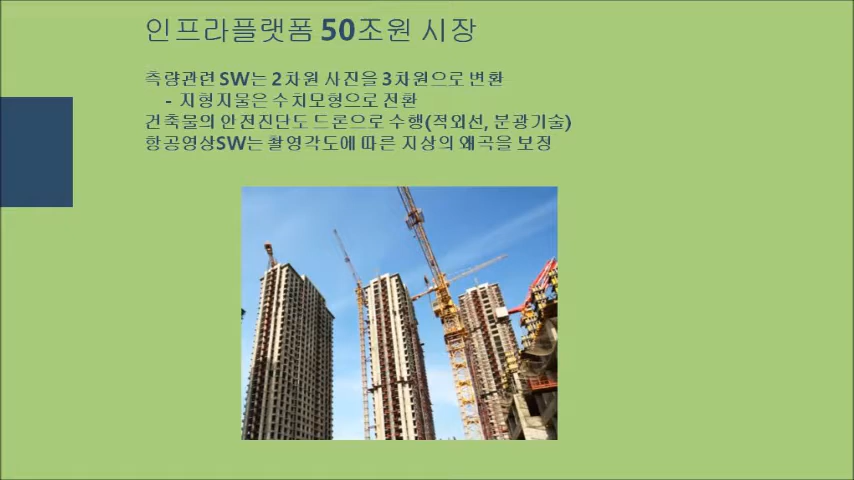 인프라플랫폼 50조원 시장
측량관련 SW는 2차원 사진을 3차원으로 변환
- 지형지물은 수치모형으로 전환
건축물의 안전진단도 드론으로 수행(적외선, 분광기술)
항공영상SW는 촬영각도에 따른 지상의 왜곡을 보정